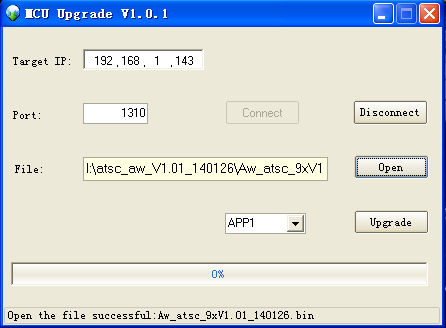 MCU Upgrade V1.0.1
Target IP: 192 .168. 1 .143
Port: 1310 Connect Disconnect
File: I:\atsc_aw_V1.01_140126\Aw_atsc_9xV1 Open
APP1 Upgrade
0%
Open the file successful:Aw_atsc_9xV1.01_140126.bin